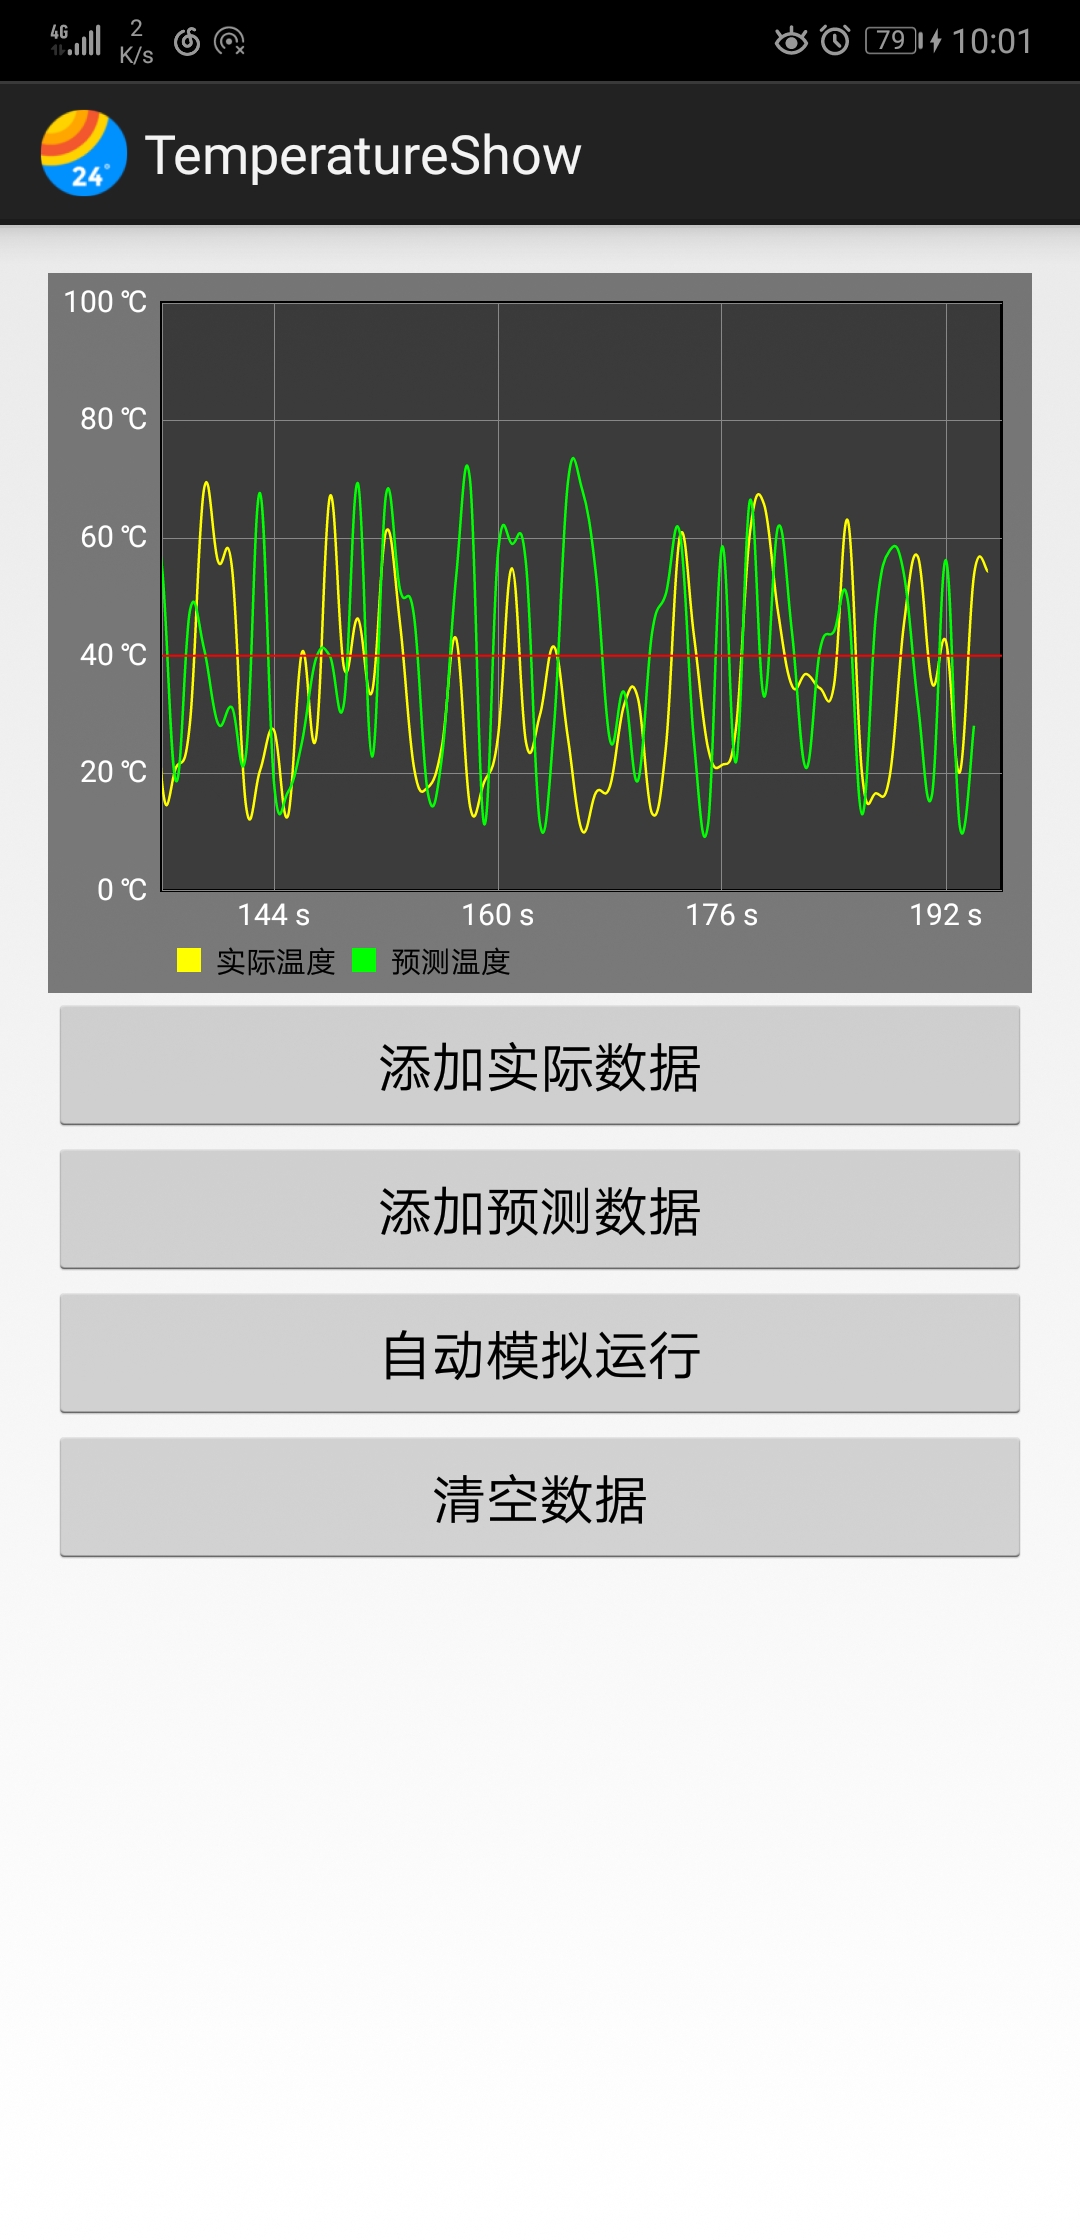 4G 2 K/s 79 10:01
24° TemperatureShow
100 ℃
80 ℃
60 ℃
40 ℃
20 ℃
0 ℃
144 s 160 s 176 s 192 s
实际温度 预测温度
添加实际数据
添加预测数据
自动模拟运行
清空数据